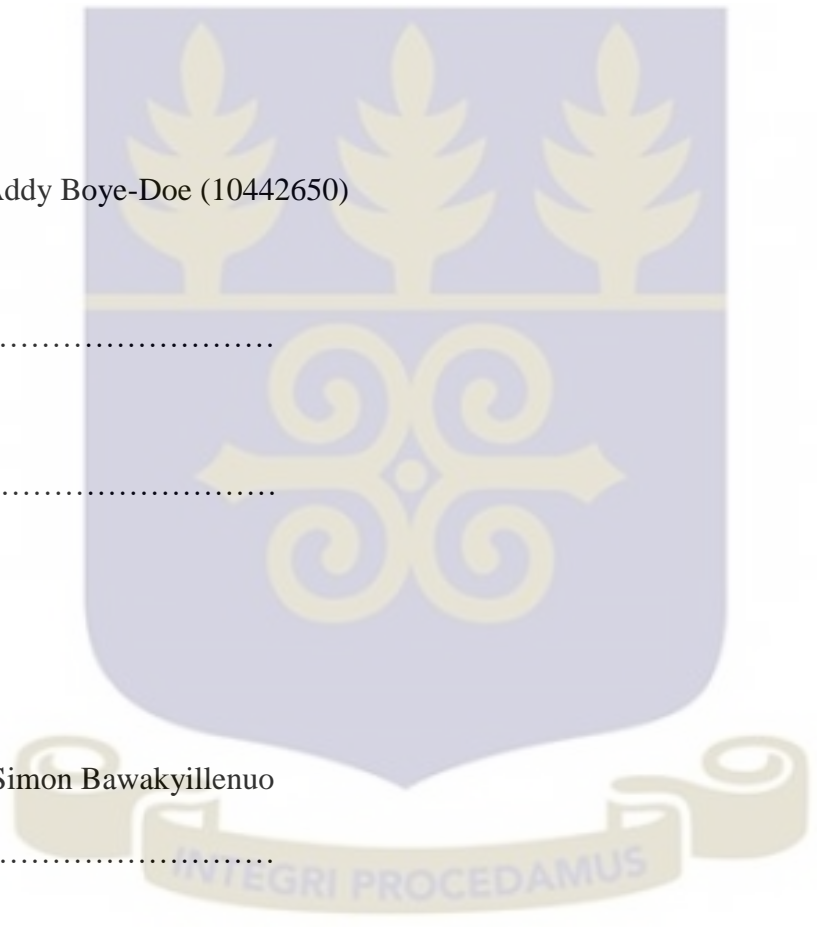 Addy Boye-Doe (10442650)
……………………….
……………………….
Simon Bawakyillenuo
……………………….
INTEGRI PROCEDAMUS